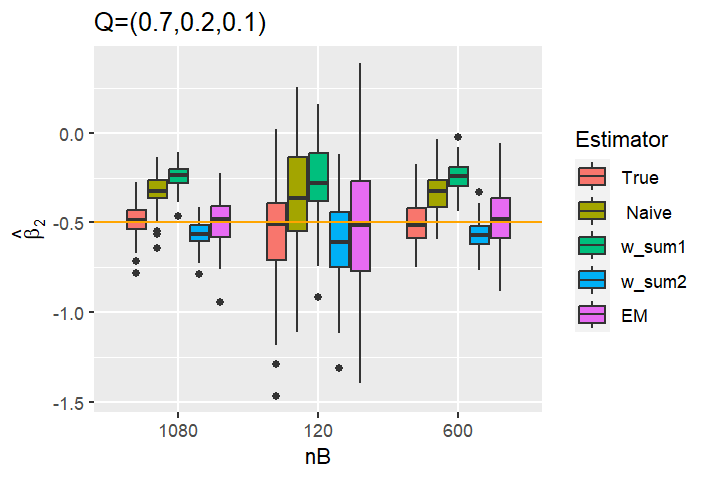 Q=(0.7,0.2,0.1)
0.0
-0.5
-1.0
-1.5
β̂₂
1080 120 600
nB
Estimator
True
Naive
w_sum1
w_sum2
EM